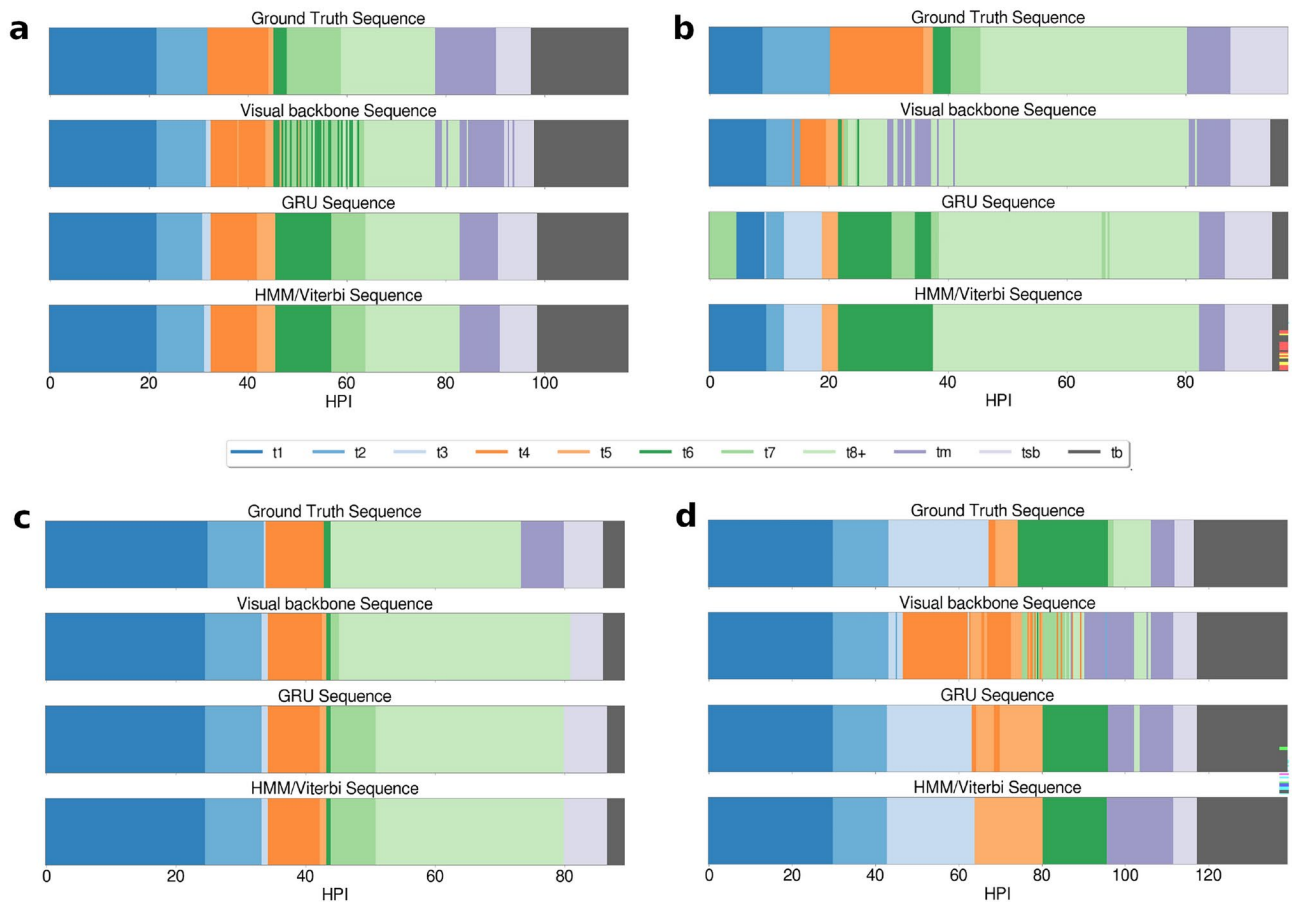 a
Ground Truth Sequence
Visual backbone Sequence
GRU Sequence
HMM/Viterbi Sequence
0 20 40 60 80 100
HPI
b
Ground Truth Sequence
Visual backbone Sequence
GRU Sequence
HMM/Viterbi Sequence
0 20 40 60 80
HPI
t1 t2 t3 t4 t5 t6 t7 t8+ tm tsb tb
c
Ground Truth Sequence
Visual backbone Sequence
GRU Sequence
HMM/Viterbi Sequence
0 20 40 60 80
HPI
d
Ground Truth Sequence
Visual backbone Sequence
GRU Sequence
HMM/Viterbi Sequence
0 20 40 60 80 100 120
HPI